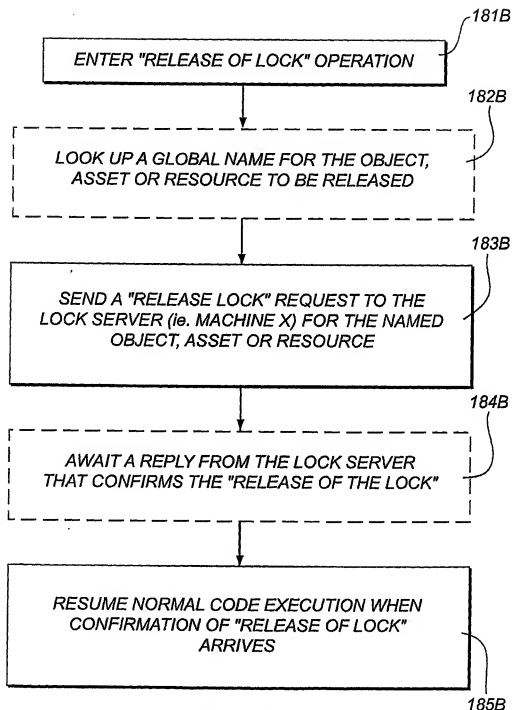 181B
ENTER "RELEASE OF LOCK" OPERATION
182B
LOOK UP A GLOBAL NAME FOR THE OBJECT,
ASSET OR RESOURCE TO BE RELEASED
183B
SEND A "RELEASE LOCK" REQUEST TO THE
LOCK SERVER (ie. MACHINE X) FOR THE NAMED
OBJECT, ASSET OR RESOURCE
184B
AWAIT A REPLY FROM THE LOCK SERVER
THAT CONFIRMS THE "RELEASE OF THE LOCK"
RESUME NORMAL CODE EXECUTION WHEN
CONFIRMATION OF "RELEASE OF LOCK"
ARRIVES
185B